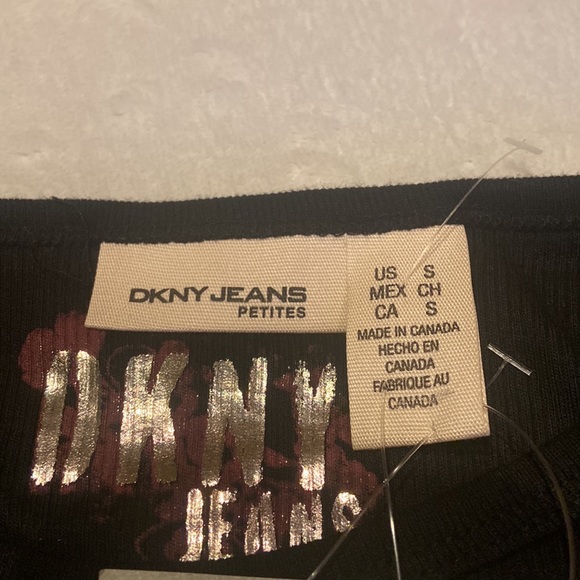 DKNY JEANS
PETITES
US S
MEX CH
CA S
MADE IN CANADA
HECHO EN
CANADA
FABRIQUE AU
CANADA
DKNY
JEANS